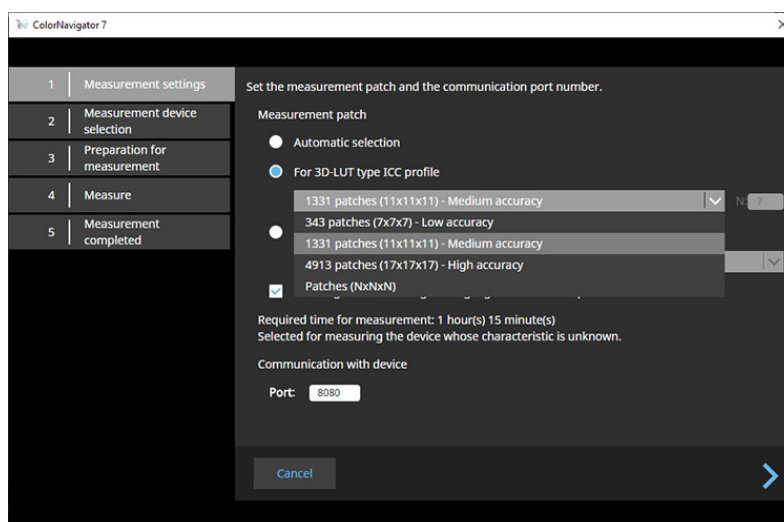 ColorNavigator 7
1 Measurement settings
2 Measurement device
selection
3 Preparation for
measurement
4 Measure
5 Measurement
completed
Set the measurement patch and the communication port number.
Measurement patch
Automatic selection
For 3D-LUT type ICC profile
1331 patches (11x11x11) - Medium accuracy
N: 7
343 patches (7x7x7) - Low accuracy
1331 patches (11x11x11) - Medium accuracy
4913 patches (17x17x17) - High accuracy
Patches (NxNxN)
Required time for measurement: 1 hour(s) 15 minute(s)
Selected for measuring the device whose characteristic is unknown.
Communication with device
Port: 8080
Cancel